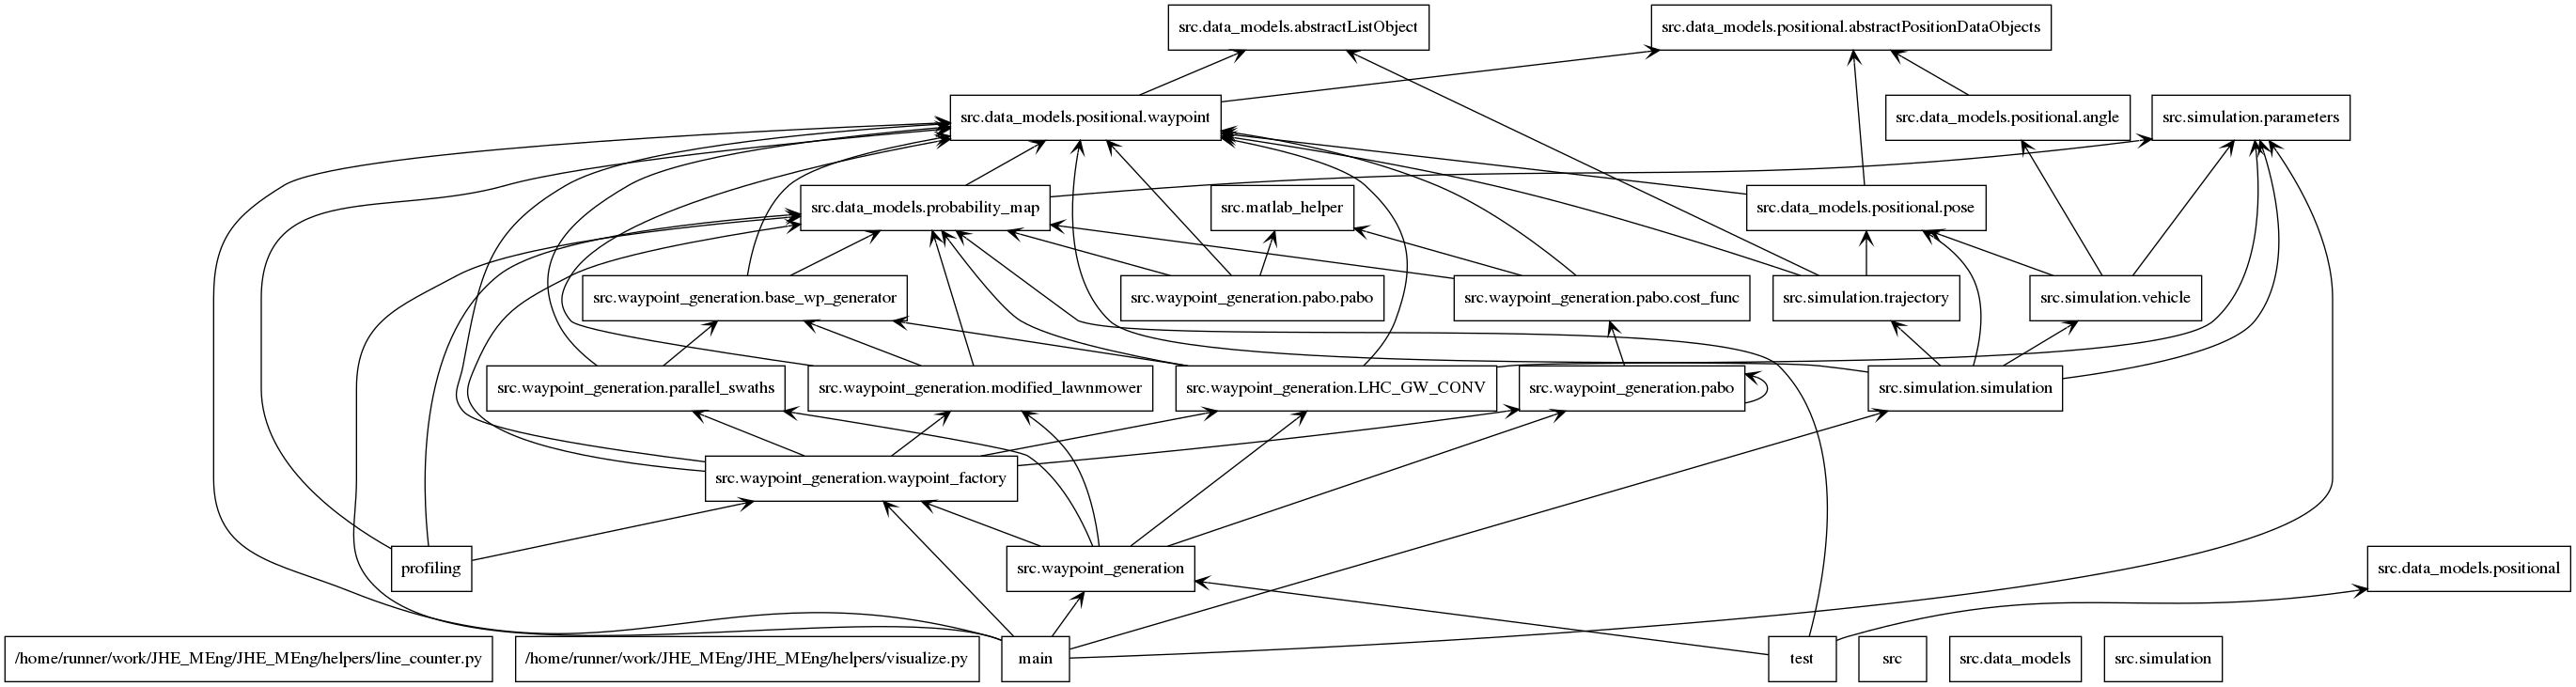 src.data_models.abstractListObject
src.data_models.positional.abstractPositionDataObjects
src.data_models.positional.waypoint
src.data_models.positional.angle
src.simulation.parameters
src.data_models.probability_map
src.matlab_helper
src.data_models.positional.pose
src.waypoint_generation.base_wp_generator
src.waypoint_generation.pabo.pabo
src.waypoint_generation.pabo.cost_func
src.simulation.trajectory
src.simulation.vehicle
src.waypoint_generation.parallel_swaths
src.waypoint_generation.modified_lawnmower
src.waypoint_generation.LHC_GW_CONV
src.waypoint_generation.pabo
src.simulation.simulation
src.waypoint_generation.waypoint_factory
profiling
src.waypoint_generation
src.data_models.positional
/home/runner/work/JHE_MEng/JHE_MEng/helpers/line_counter.py
/home/runner/work/JHE_MEng/JHE_MEng/helpers/visualize.py
main
test
src
src.data_models
src.simulation